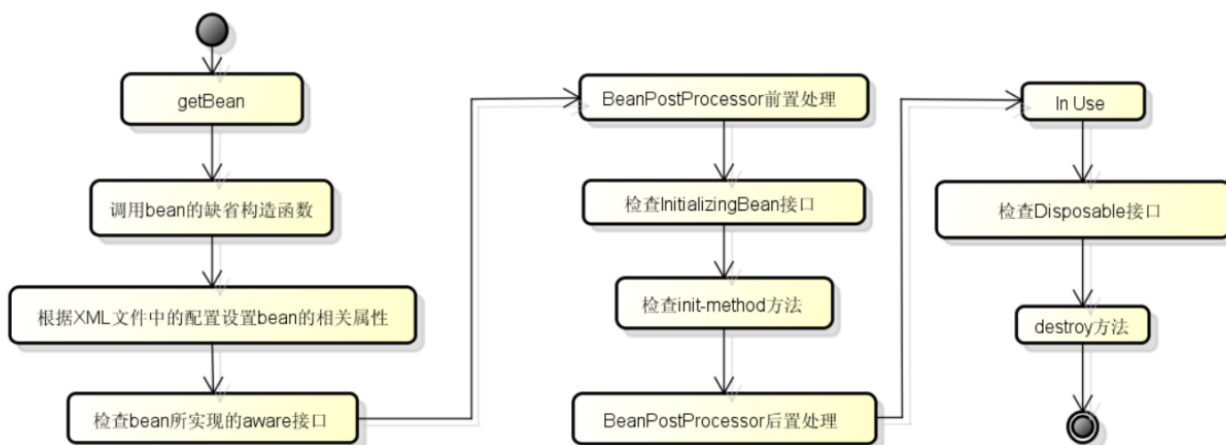 getBean
调用bean的缺省构造函数
根据XML文件中的配置设置bean的相关属性
检查bean所实现的aware接口
BeanPostProcessor前置处理
检查InitializingBean接口
检查init-method方法
BeanPostProcessor后置处理
In Use
检查Disposable接口
destroy方法